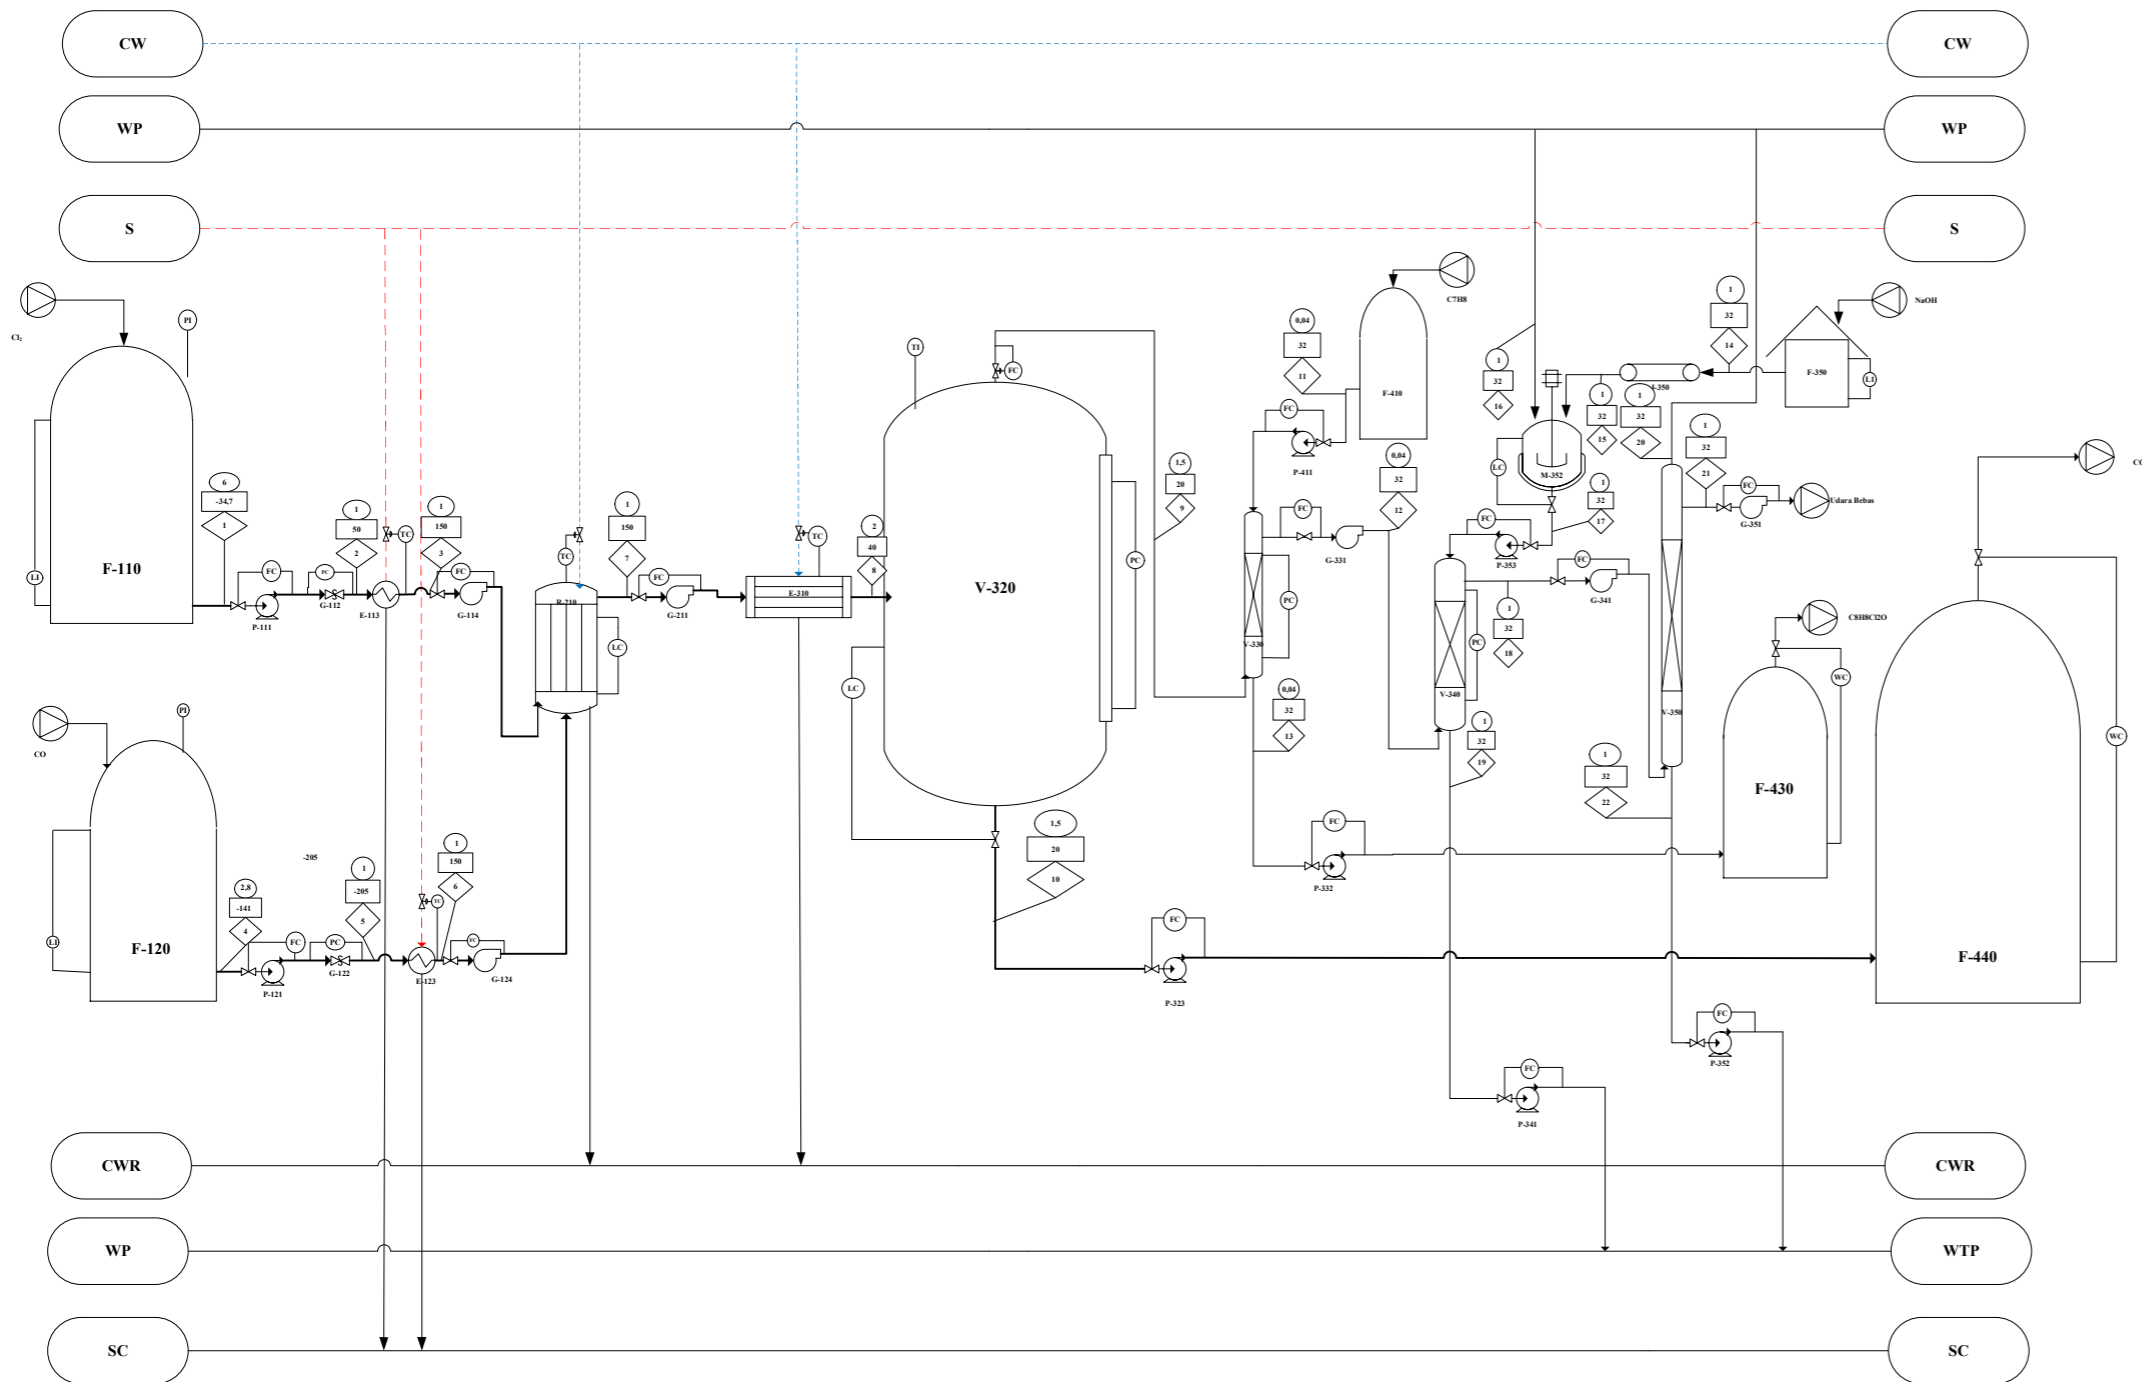 CW
CW
WP
WP
S
S
Cl₂
PI
C7H8
NaOH
F-110
LI
6
-34,7
1
FC
P-111
PC
G-112
1
50
2
TC
E-113
1
150
3
FC
G-114
CO
PI
F-120
LI
-205
2,8
-141
4
FC
P-121
PC
G-122
1
-205
5
TC
E-123
1
150
6
FC
G-124
TC
R-210
LC
1
150
7
FC
G-211
TC
E-310
2
40
8
TI
FC
V-320
LC
PC
1,5
20
9
1,5
20
10
FC
P-323
0,04
32
11
F-410
FC
P-411
0,04
32
12
FC
G-331
PC
V-330
0,04
32
13
FC
P-332
1
32
14
F-350
LI
J-350
1
32
15
1
32
16
M-352
LC
1
32
17
FC
P-353
V-340
PC
1
32
18
FC
G-341
1
32
19
1
32
20
1
32
21
FC
G-351
Udara Bebas
V-350
1
32
22
C8H8Cl2O
F-430
WC
CO
F-440
WC
FC
P-352
FC
P-341
CWR
CWR
WP
WTP
SC
SC